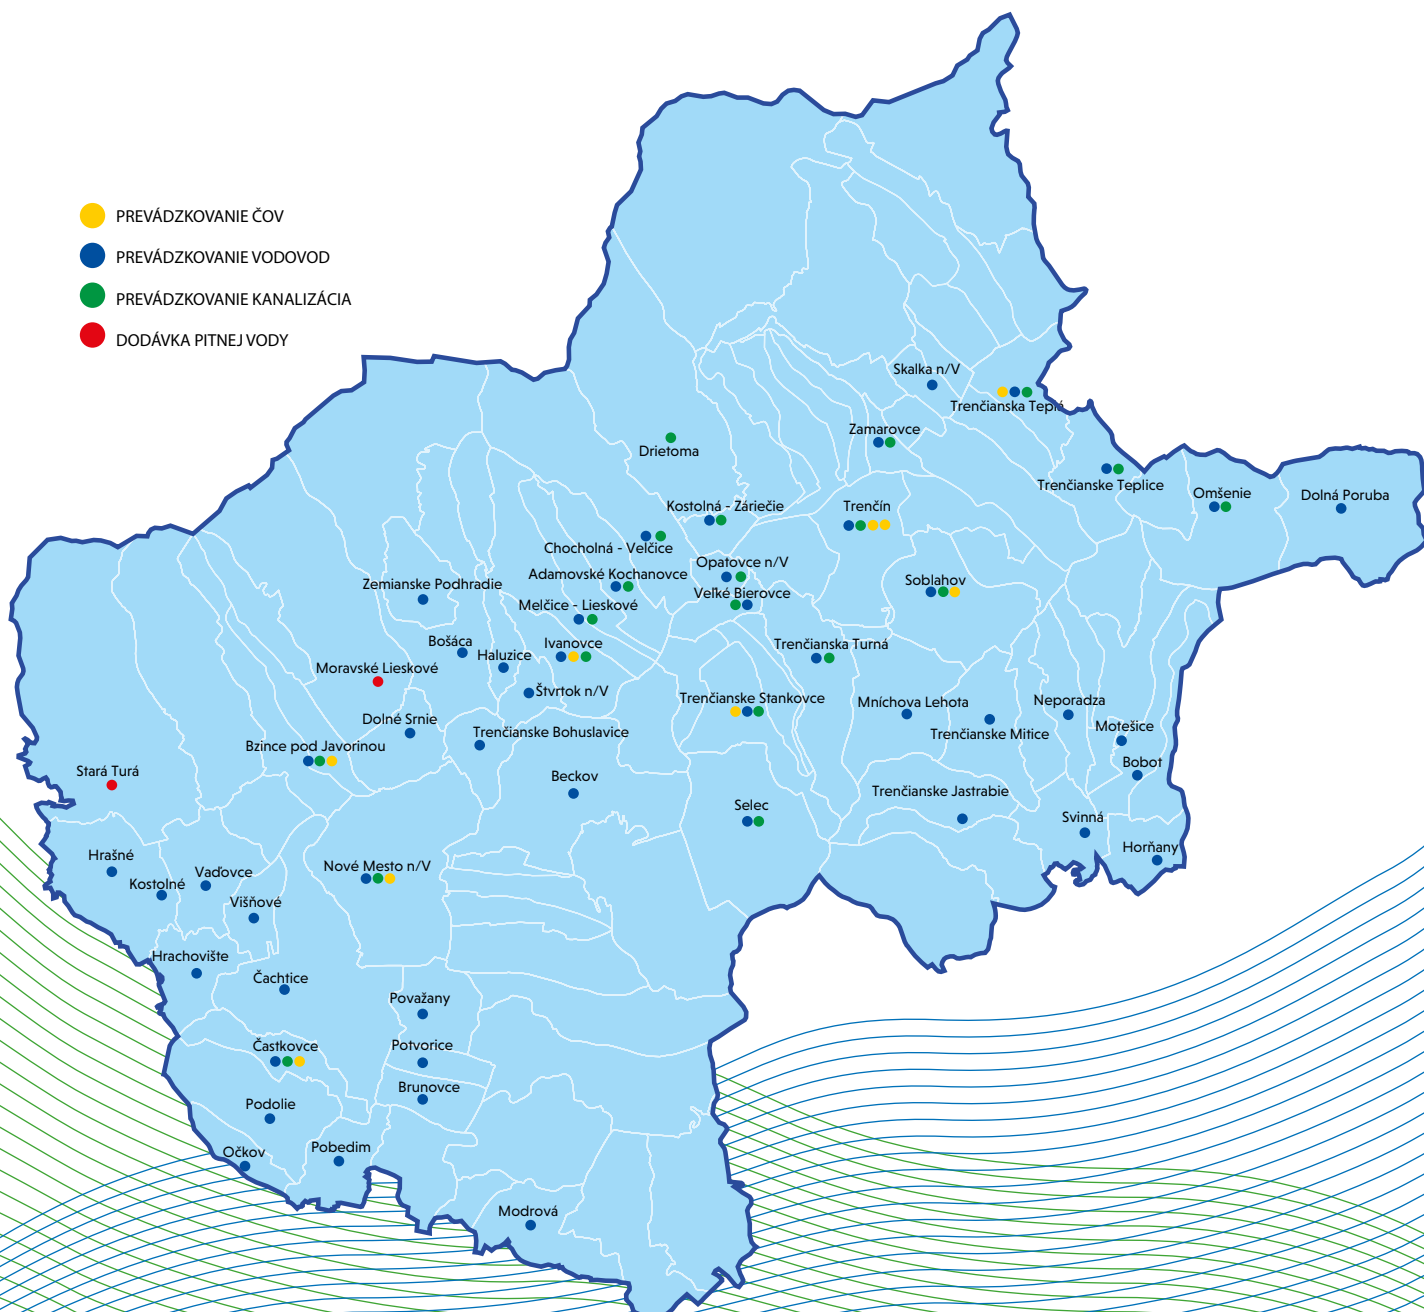 PREVÁDZKOVANIE ČOV
PREVÁDZKOVANIE VODOVOD
PREVÁDZKOVANIE KANALIZÁCIA
DODÁVKA PITNEJ VODY
Skalka n/V
Trenčianska Teplá
Zamarovce
Drietoma
Trenčianske Teplice
Omšenie
Dolná Poruba
Kostolná - Záriečie
Trenčín
Chocholná - Velčice
Opatovce n/V
Adamovské Kochanovce
Zemianske Podhradie
Soblahov
Veľké Bierovce
Melčice - Lieskové
Bošáca
Ivanovce
Trenčianska Turná
Haluzice
Moravské Lieskové
Štvrtok n/V
Trenčianske Stankovce
Mníchova Lehota
Neporadza
Dolné Srnie
Trenčianske Bohuslavice
Trenčianske Mitice
Motešice
Bzince pod Javorinou
Bobot
Stará Turá
Beckov
Trenčianske Jastrabie
Selec
Svinná
Horňany
Hrašné
Nové Mesto n/V
Vaďovce
Kostolné
Višňové
Hrachovište
Čachtice
Považany
Častkovce
Potvorice
Brunovce
Podolie
Očkov
Pobedim
Modrová